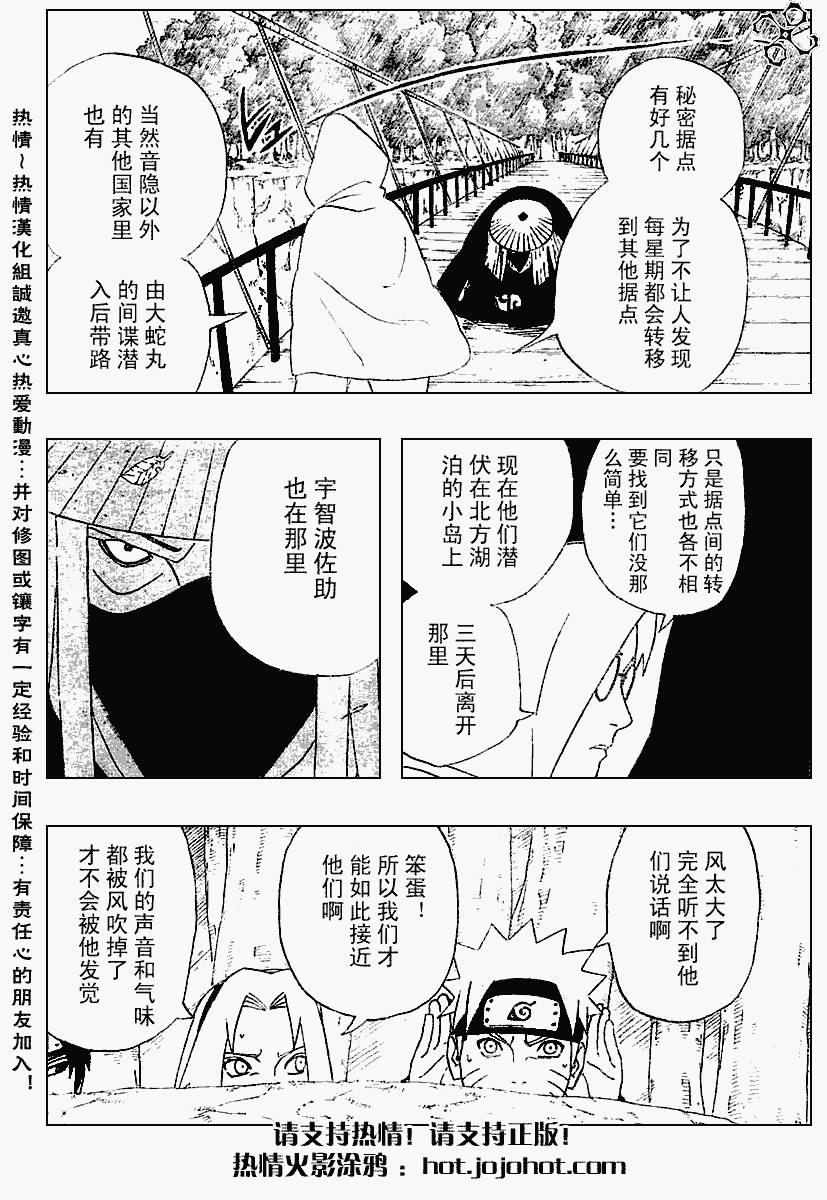 秘密据点
有好几个
为了不让人发现
每星期都会转移
到其他据点
当然音隐以外
的其他国家里
也有
由大蛇丸
的间谍潜
入后带路
只是据点间的转
移方式也各不相
同
要找到它们没那
么简单…
现在他们潜
伏在北方湖
泊的小岛上
三天后离开
那里
宇智波佐助
也在那里
风太大了
完全听不到他
们说话啊
笨蛋！
所以我们才
能如此接近
他们啊
我们的声音和气味
都被风吹掉了
才不会被他发觉
热情~热情漢化組誠邀真心热爱動漫…并对修图或镶字有一定经验和时间保障…有责任心的朋友加入！
请支持热情！请支持正版！
热情火影涂鸦：hot.jojohot.com